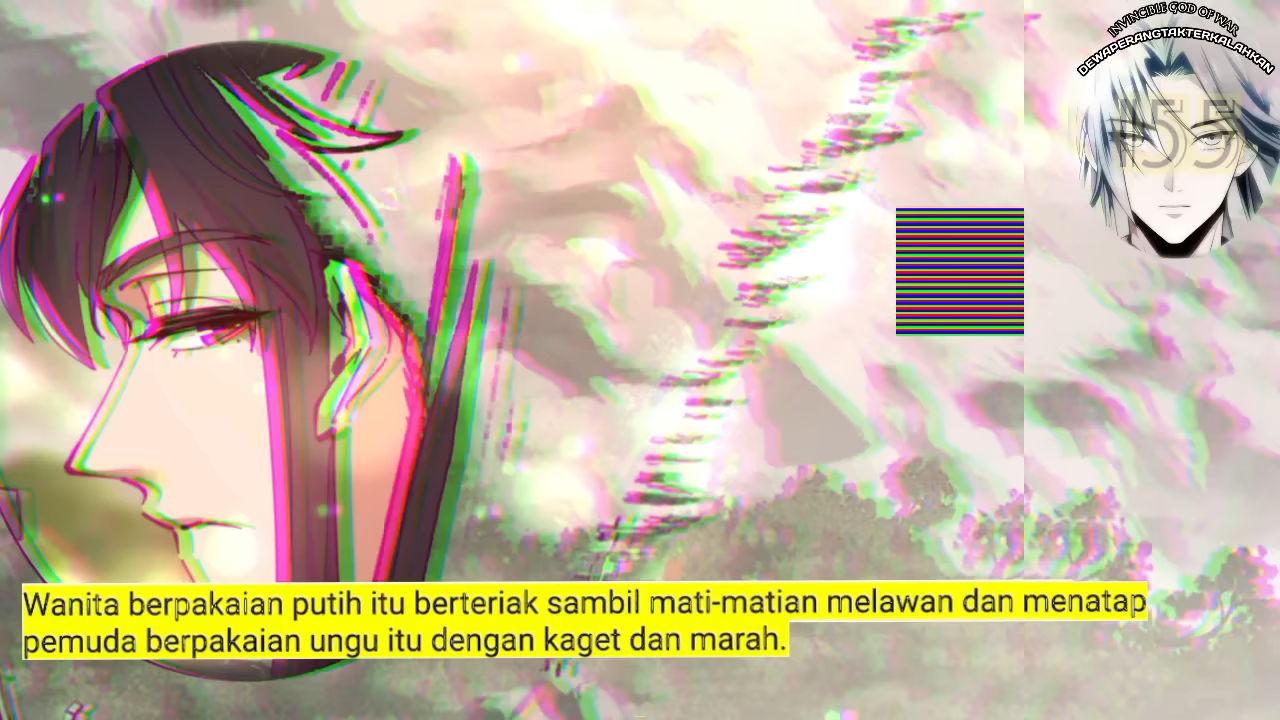 INVINCIBLE GOD OF WAR
DEWAPERANGTAKTERKALAHKAN
155
Wanita berpakaian putih itu berteriak sambil mati-matian melawan dan menatap
pemuda berpakaian ungu itu dengan kaget dan marah.